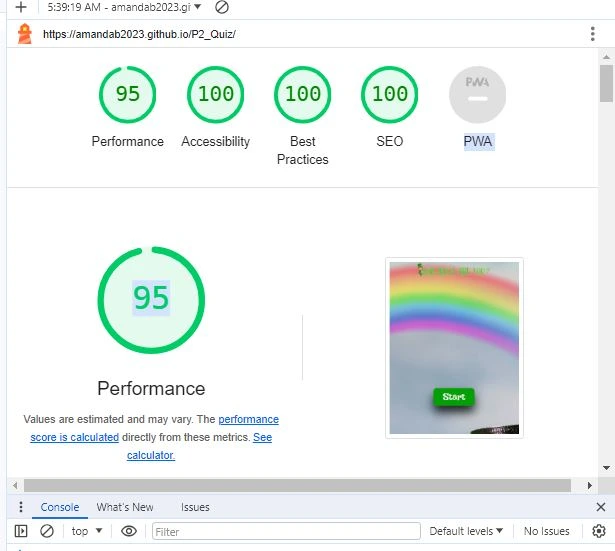 5:39:19 AM - amandab2023.gi
https://amandab2023.github.io/P2_Quiz/
95 100 100 100 PWA
Performance Accessibility Best Practices SEO PWA
95
Start
Performance
Values are estimated and may vary. The performance
score is calculated directly from these metrics. See
calculator.
Console What's New Issues
top Filter Default levels No Issues